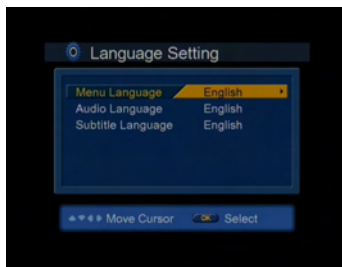 Language Setting
Menu Language English
Audio Language English
Subtitle Language English
Move Cursor OK Select